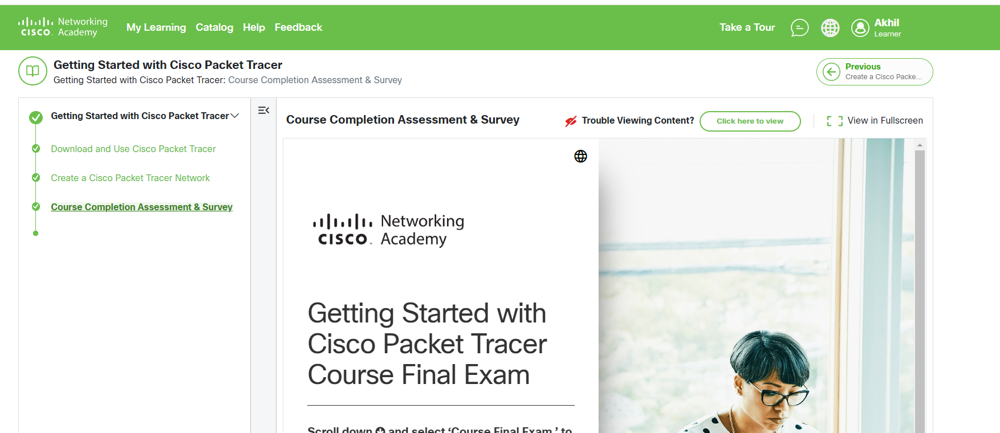 Networking
CISCO Academy
My Learning Catalog Help Feedback
Take a Tour
Akhil
Learner
Getting Started with Cisco Packet Tracer
Getting Started with Cisco Packet Tracer: Course Completion Assessment & Survey
Previous
Create a Cisco Packe...
Getting Started with Cisco Packet Tracer
Download and Use Cisco Packet Tracer
Create a Cisco Packet Tracer Network
Course Completion Assessment & Survey
Course Completion Assessment & Survey
Trouble Viewing Content?
Click here to view
View in Fullscreen
Networking
CISCO Academy
Getting Started with
Cisco Packet Tracer
Course Final Exam
Scroll down and select ‘Course Final Exam ’ to